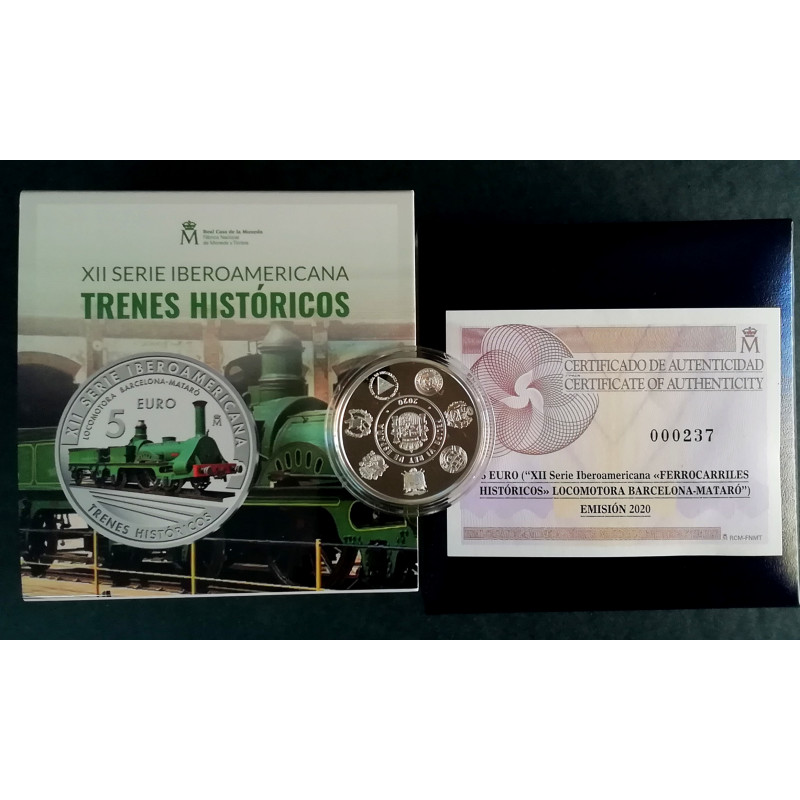 Real Casa de la Moneda
Fábrica Nacional
de Moneda y Timbre
XII SERIE IBEROAMERICANA
TRENES HISTÓRICOS
XII SERIE IBEROAMERICANA
LOCOMOTORA BARCELONA-MATARÓ
5 EURO
TRENES HISTÓRICOS
2020
CERTIFICADO DE AUTENTICIDAD
CERTIFICATE OF AUTHENTICITY
000237
5 EURO ("XII Serie Iberoamericana «FERROCARRILES
HISTÓRICOS» LOCOMOTORA BARCELONA-MATARÓ")
EMISIÓN 2020
RCM-FNMT